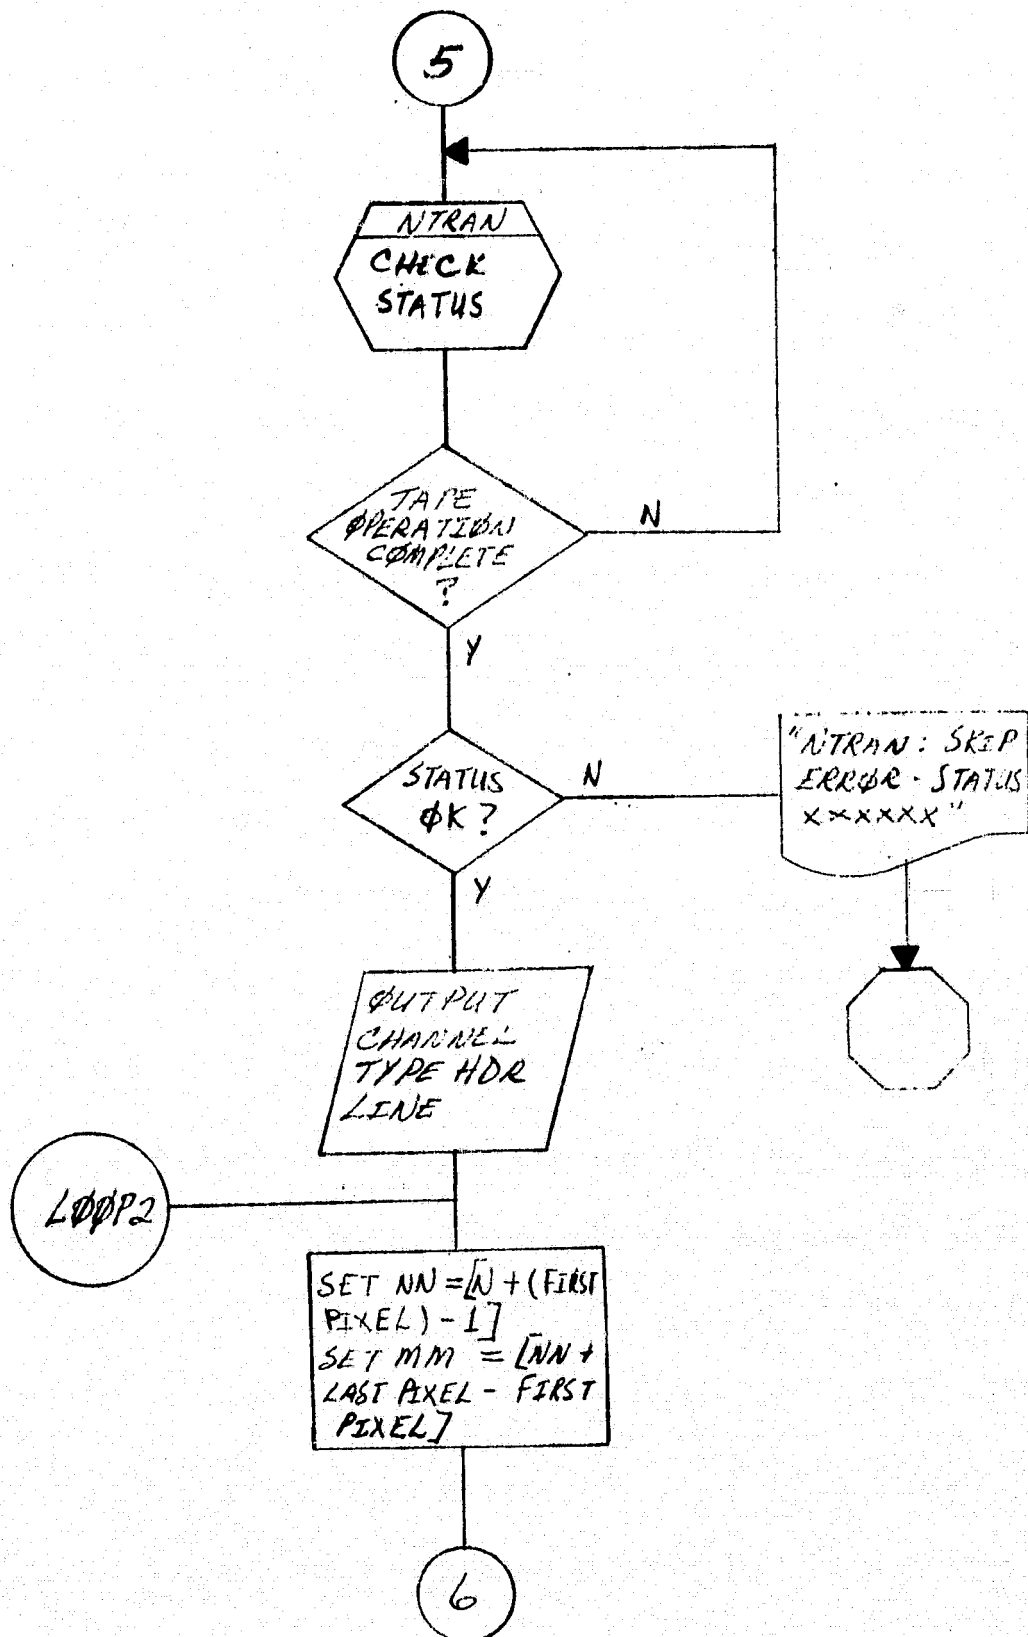 5
NTRAN
CHECK
STATUS
TAPE
ØPERATIØN
CØMPLETE
?
N
Y
STATUS
ØK?
N
"NTRAN: SKIP
ERRØR - STATUS
XXXXXX"
Y
ØUTPUT
CHANNEL
TYPE HDR
LINE
LØØP2
SET NN = [N + (FIRST
PIXEL) - 1]
SET MM = [NN +
LAST PIXEL - FIRST
PIXEL]
6